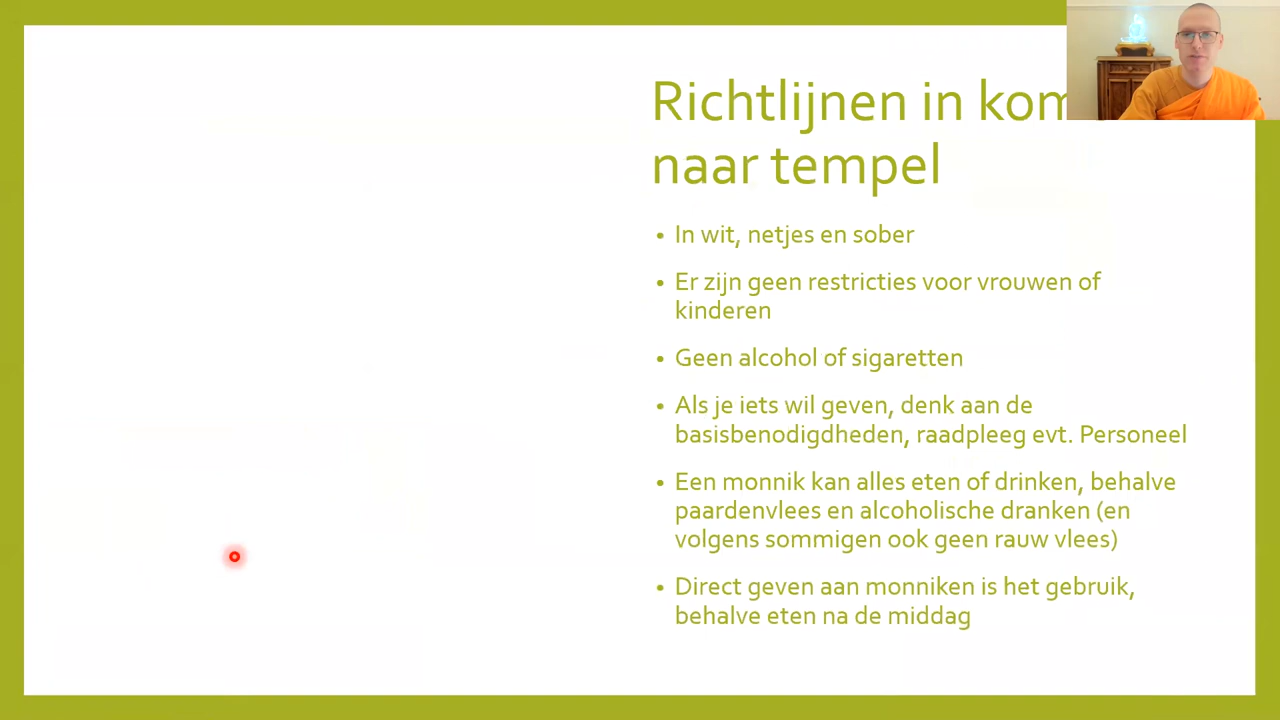 Richtlijnen in
naar tempel
• In wit, netjes en sober
• Er zijn geen restricties voor vrouwen of
kinderen
• Geen alcohol of sigaretten
• Als je iets wil geven, denk aan de
basisbenodigdheden, raadpleeg evt. Personeel
• Een monnik kan alles eten of drinken, behalve
paardenvlees en alcoholische dranken (en
volgens sommigen ook geen rauw vlees)
• Direct geven aan monniken is het gebruik,
behalve eten na de middag